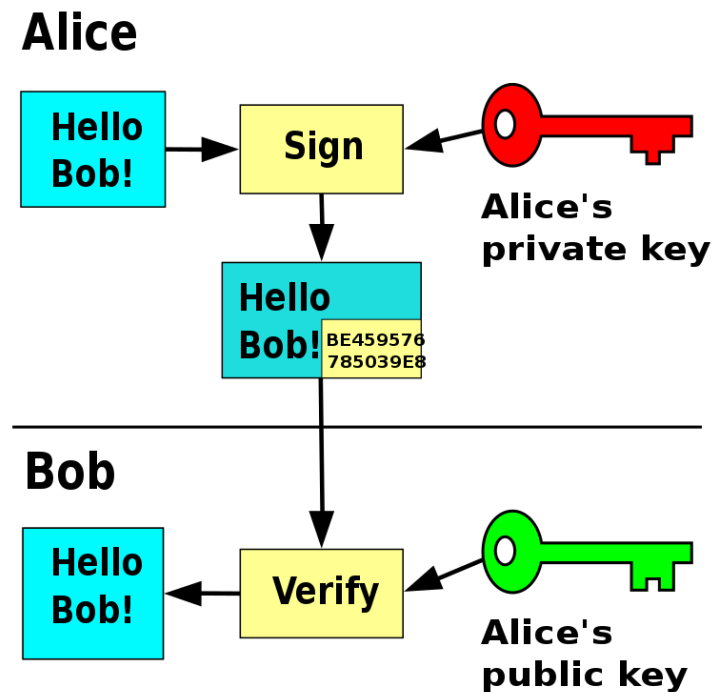 Alice
Hello
Bob!
Sign
Alice's
private key
Hello
Bob!
BE459576
785039E8
Bob
Hello
Bob!
Verify
Alice's
public key